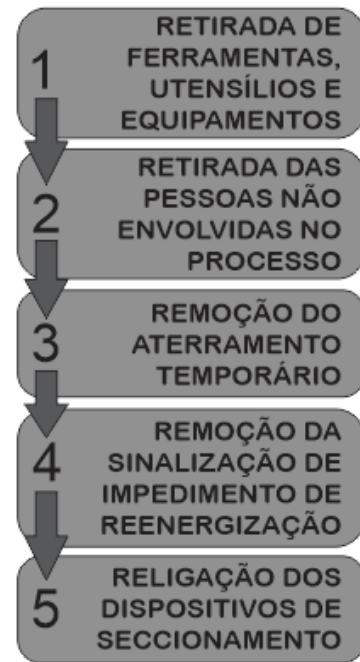 1
RETIRADA DE
FERRAMENTAS,
UTENSÍLIOS E
EQUIPAMENTOS
2
RETIRADA DAS
PESSOAS NÃO
ENVOLVIDAS NO
PROCESSO
3
REMOÇÃO DO
ATERRAMENTO
TEMPORÁRIO
4
REMOÇÃO DA
SINALIZAÇÃO DE
IMPEDIMENTO DE
REENERGIZAÇÃO
5
RELIGAÇÃO DOS
DISPOSITIVOS DE
SECCIONAMENTO